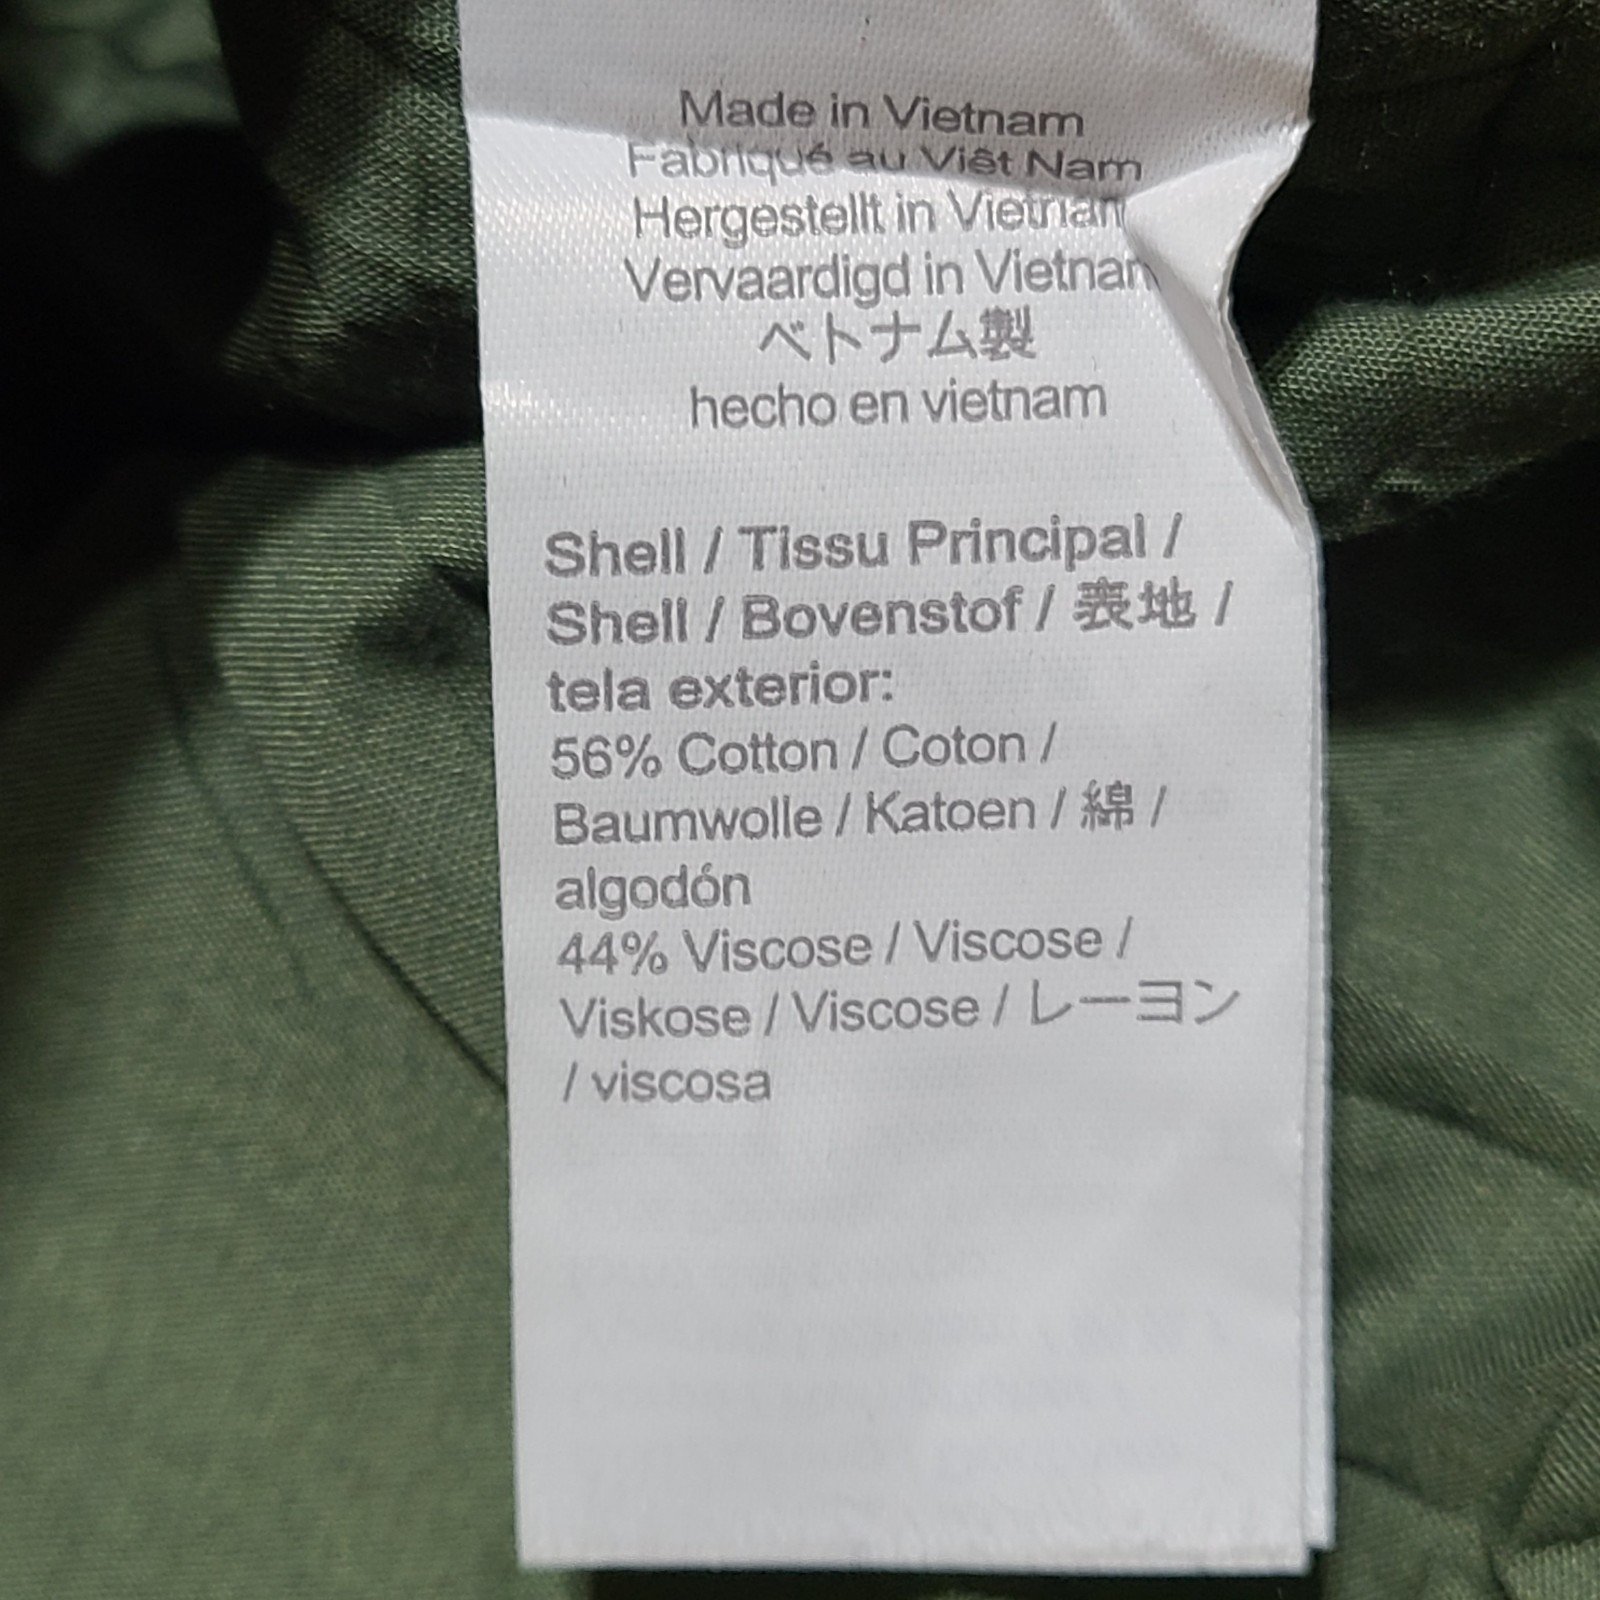 Made in Vietnam
Fabriqué au Viêt Nam
Hergestellt in Vietnam
Vervaardigd in Vietnam
ベトナム製
hecho en vietnam
Shell / Tissu Principal /
Shell / Bovenstof / 表地 /
tela exterior:
56% Cotton / Coton /
Baumwolle / Katoen / 綿 /
algodón
44% Viscose / Viscose /
Viskose / Viscose / レーヨン
/ viscosa